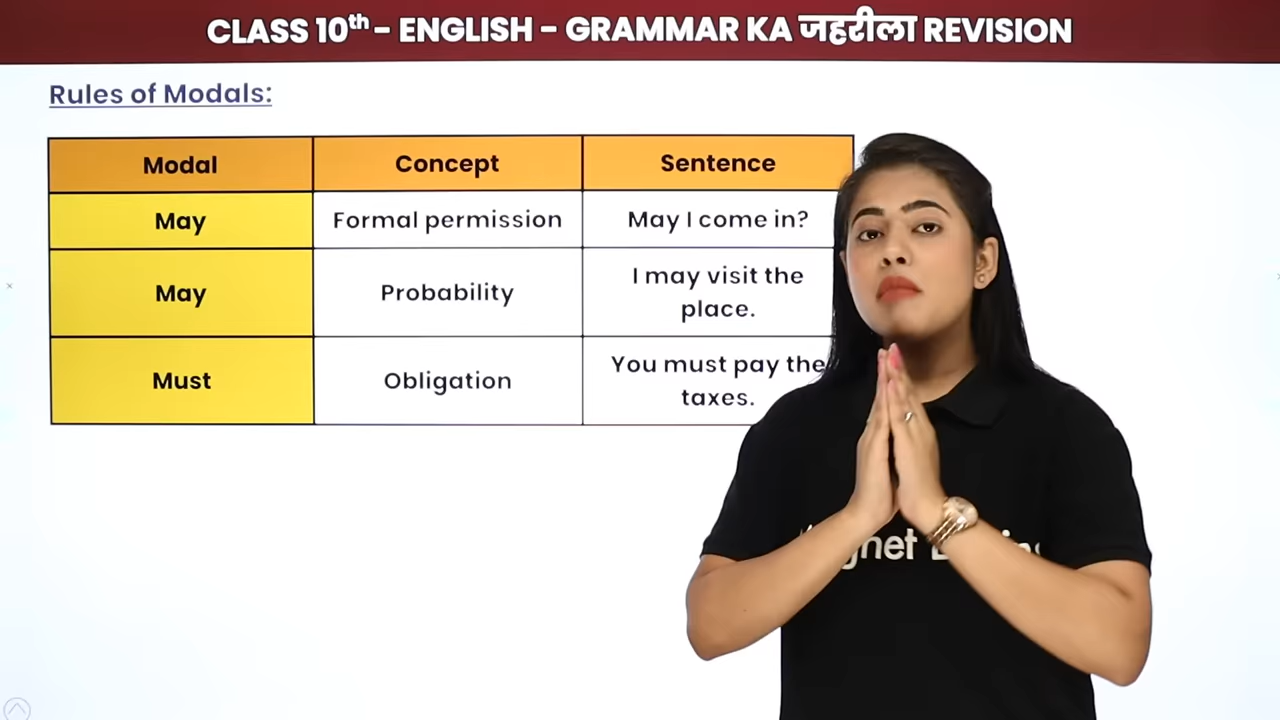 CLASS 10th - ENGLISH - GRAMMAR KA जहरीला REVISION
Rules of Modals:
Modal Concept Sentence
May Formal permission May I come in?
May Probability I may visit the
place.
Must Obligation You must pay the
taxes.